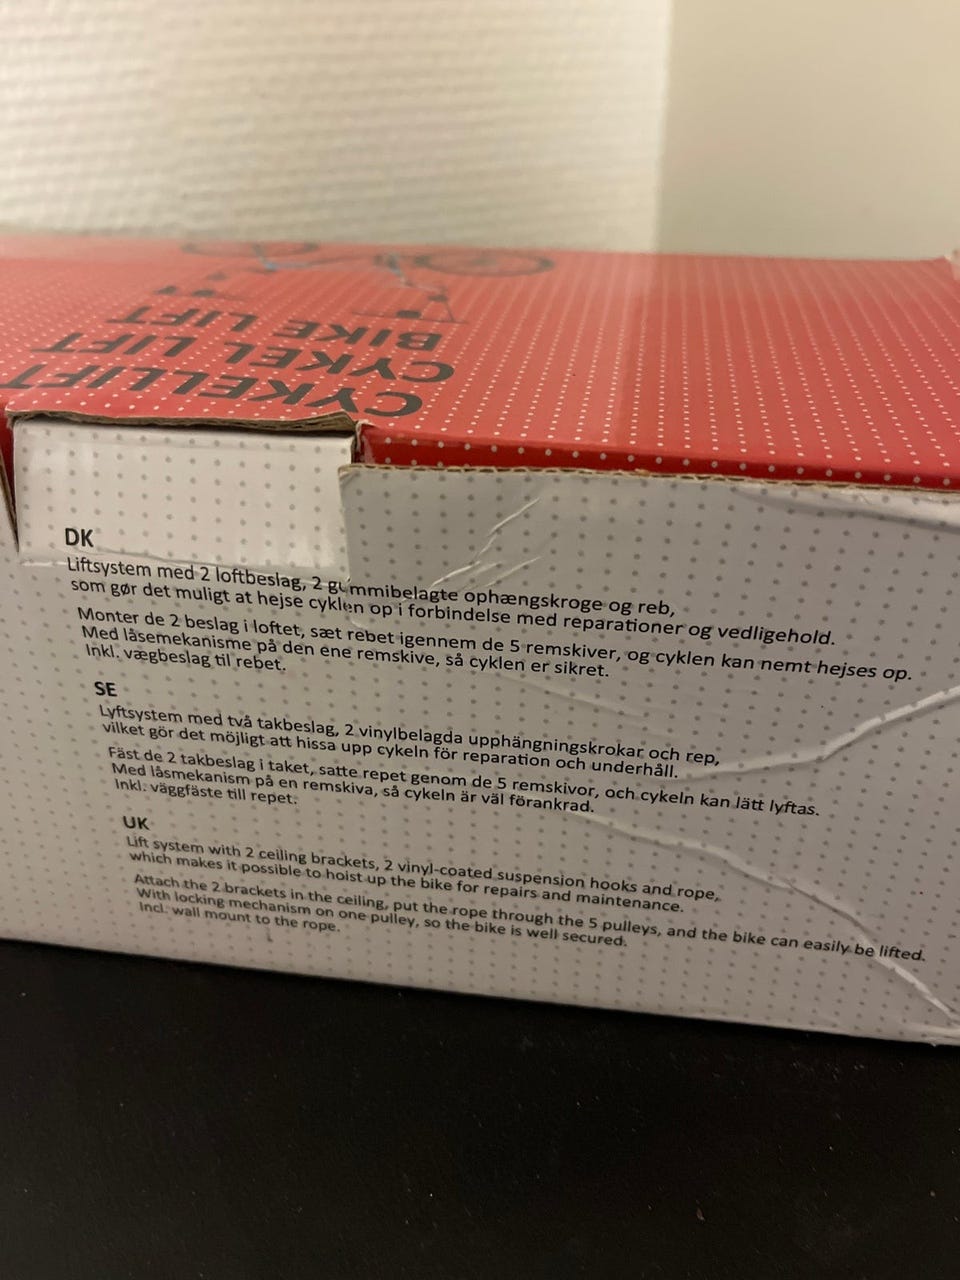 CYKELLIFT
CYKEL LIFT
BIKE LIFT
DK
Liftsystem med 2 loftbeslag, 2 gummibelagte ophængskroge og reb,
som gør det muligt at hejse cyklen op i forbindelse med reparationer og vedligehold.
Monter de 2 beslag i loftet, sæt rebet igennem de 5 remskiver, og cyklen kan nemt hejses op.
Med låsemekanisme på den ene remskive, så cyklen er sikret.
Inkl. vægbeslag til rebet.
SE
Lyftsystem med två takbeslag, 2 vinylbelagda upphängningskrokar och rep,
vilket gör det möjligt att hissa upp cykeln för reparation och underhåll.
Fäst de 2 takbeslag i taket, satte repet genom de 5 remskivor, och cykeln kan lätt lyftas.
Med låsmekanism på en remskiva, så cykeln är väl förankrad.
Inkl. väggfäste till repet.
UK
Lift system with 2 ceiling brackets, 2 vinyl-coated suspension hooks and rope,
which makes it possible to hoist up the bike for repairs and maintenance.
Attach the 2 brackets in the ceiling, put the rope through the 5 pulleys, and the bike can easily be lifted.
With locking mechanism on one pulley, so the bike is well secured.
Incl. wall mount to the rope.